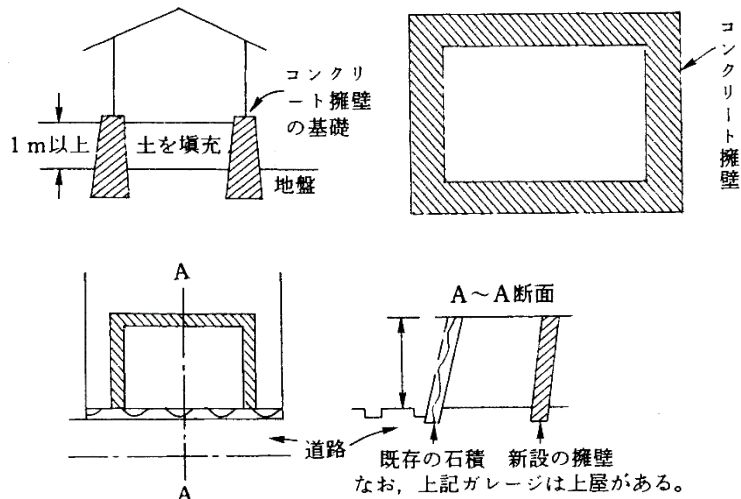 コンクリ
ート擁壁
の基礎
1m以上
土を填充
地盤
コンクリート擁壁
A
A
A〜A断面
道路
既存の石積
新設の擁壁
なお，上記ガレージは上屋がある。